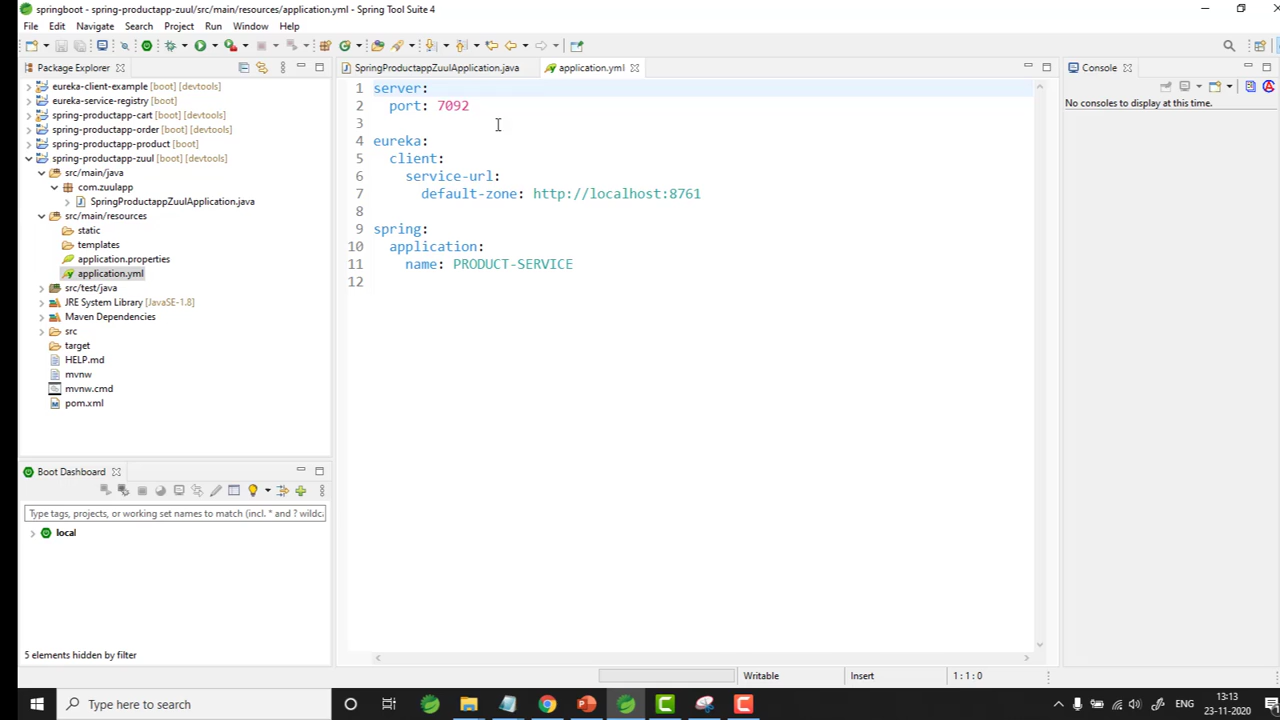 springboot - spring-productapp-zuul/src/main/resources/application.yml - Spring Tool Suite 4
File Edit Navigate Search Project Run Window Help
Package Explorer
eureka-client-example [boot] [devtools]
eureka-service-registry [boot]
spring-productapp-cart [boot] [devtools]
spring-productapp-order [boot] [devtools]
spring-productapp-product [boot] [devtools]
spring-productapp-zuul [boot] [devtools]
src/main/java
com.zuulapp
SpringProductappZuulApplication.java
src/main/resources
static
templates
application.properties
application.yml
src/test/java
JRE System Library [JavaSE-1.8]
Maven Dependencies
src
target
HELP.md
mvnw
mvnw.cmd
pom.xml
Boot Dashboard
Type tags, projects, or working set names to match (incl. * and ? wildc
local
5 elements hidden by filter
SpringProductappZuulApplication.java application.yml
1 server:
2 port: 7092
3
4 eureka:
5 client:
6 service-url:
7 default-zone: http://localhost:8761
8
9 spring:
10 application:
11 name: PRODUCT-SERVICE
12
Console
No consoles to display at this time.
Writable Insert 1 : 1 : 0
Type here to search
ENG
13:13
23-11-2020